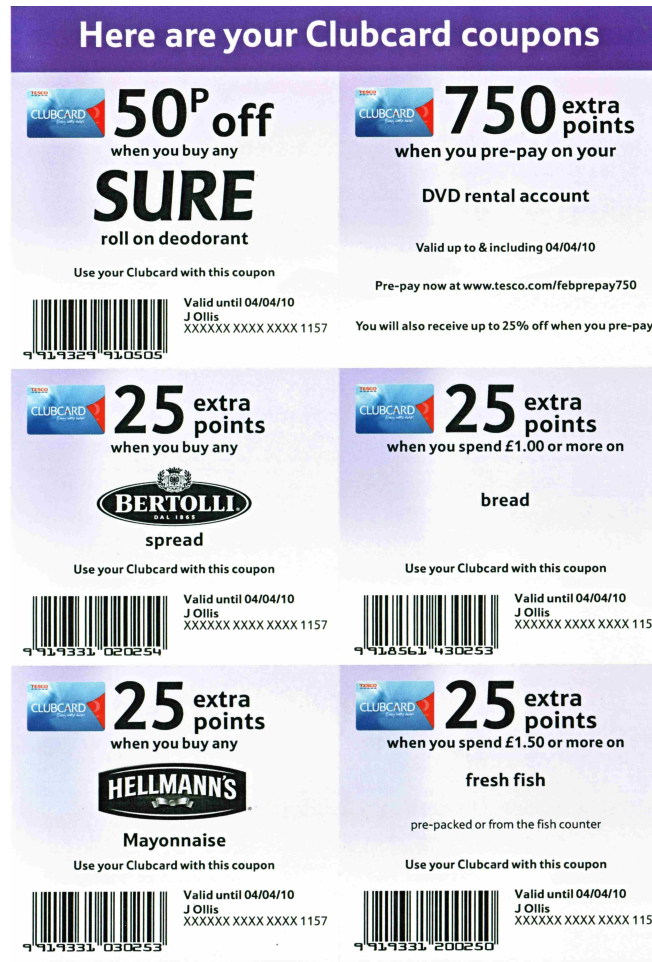 Here are your Clubcard coupons
TESCO
CLUBCARD
50P off
when you buy any
SURE
roll on deodorant
Use your Clubcard with this coupon
Valid until 04/04/10
J Ollis
XXXXXX XXXX XXXX 1157
9 919329 910505
TESCO
CLUBCARD
750 extra points
when you pre-pay on your
DVD rental account
Valid up to & including 04/04/10
Pre-pay now at www.tesco.com/febprepay750
You will also receive up to 25% off when you pre-pay
TESCO
CLUBCARD
25 extra points
when you buy any
BERTOLLI
DAL 1865
spread
Use your Clubcard with this coupon
Valid until 04/04/10
J Ollis
XXXXXX XXXX XXXX 1157
9 919331 020254
TESCO
CLUBCARD
25 extra points
when you spend £1.00 or more on
bread
Use your Clubcard with this coupon
Valid until 04/04/10
J Ollis
XXXXXX XXXX XXXX 115
9 918561 430253
TESCO
CLUBCARD
25 extra points
when you buy any
HELLMANN'S
Mayonnaise
Use your Clubcard with this coupon
Valid until 04/04/10
J Ollis
XXXXXX XXXX XXXX 1157
9 919331 030253
TESCO
CLUBCARD
25 extra points
when you spend £1.50 or more on
fresh fish
pre-packed or from the fish counter
Use your Clubcard with this coupon
Valid until 04/04/10
J Ollis
XXXXXX XXXX XXXX 115
9 919331 200250